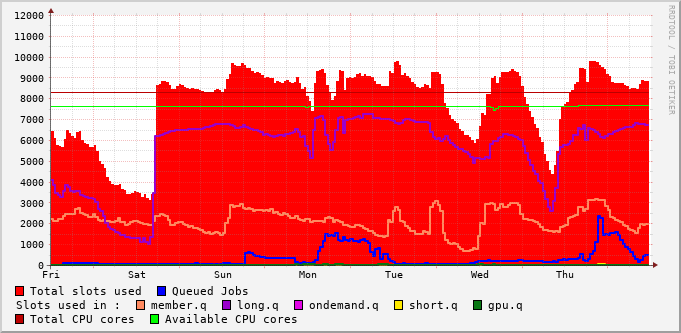 RRDTOOL / TOBI OETIKER
12000
11000
10000
9000
8000
7000
6000
5000
4000
3000
2000
1000
0
Fri Sat Sun Mon Tue Wed Thu
Total slots used Queued Jobs
Slots used in : member.q long.q ondemand.q short.q gpu.q
Total CPU cores Available CPU cores